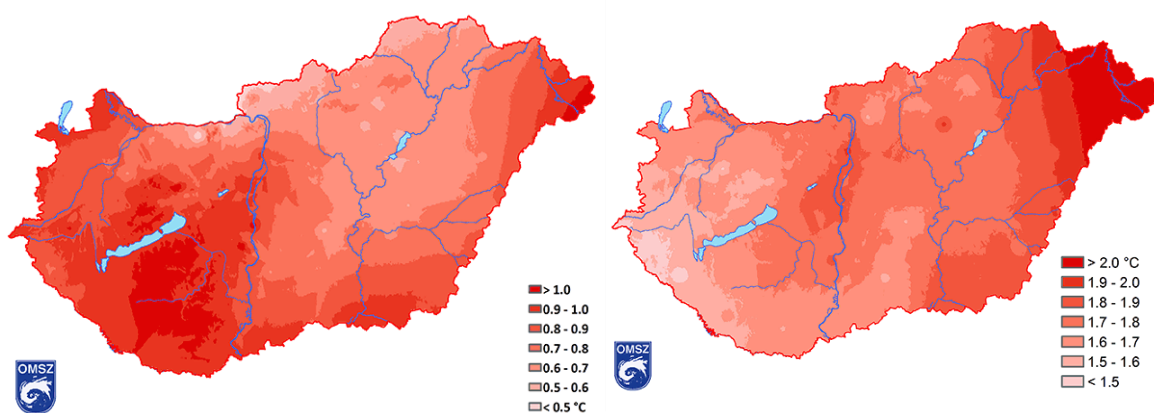 > 1.0
0.9 - 1.0
0.8 - 0.9
0.7 - 0.8
0.6 - 0.7
0.5 - 0.6
< 0.5 °C
OMSZ
> 2.0 °C
1.9 - 2.0
1.8 - 1.9
1.7 - 1.8
1.6 - 1.7
1.5 - 1.6
< 1.5
OMSZ